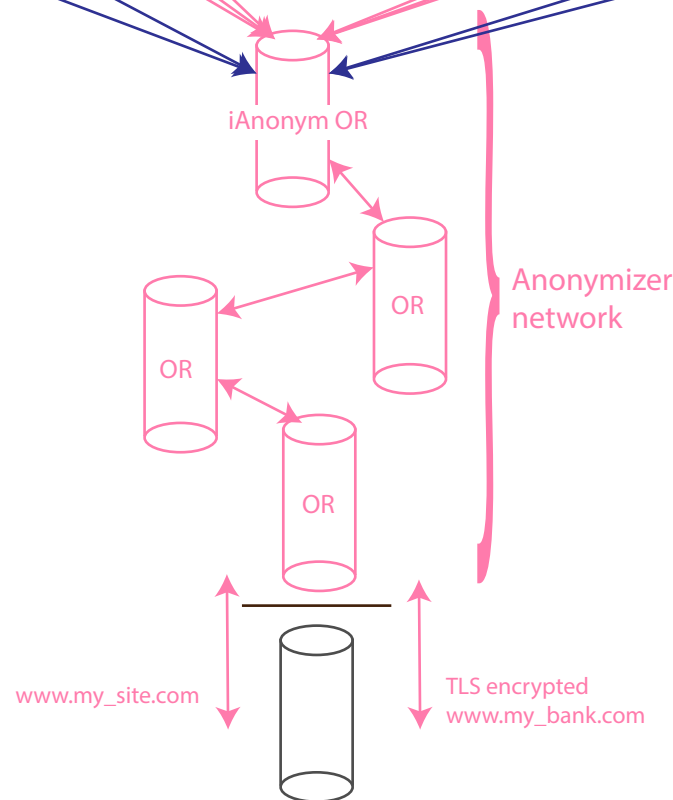 iAnonym OR
OR
Anonymizer
network
OR
OR
www.my_site.com
TLS encrypted
www.my_bank.com